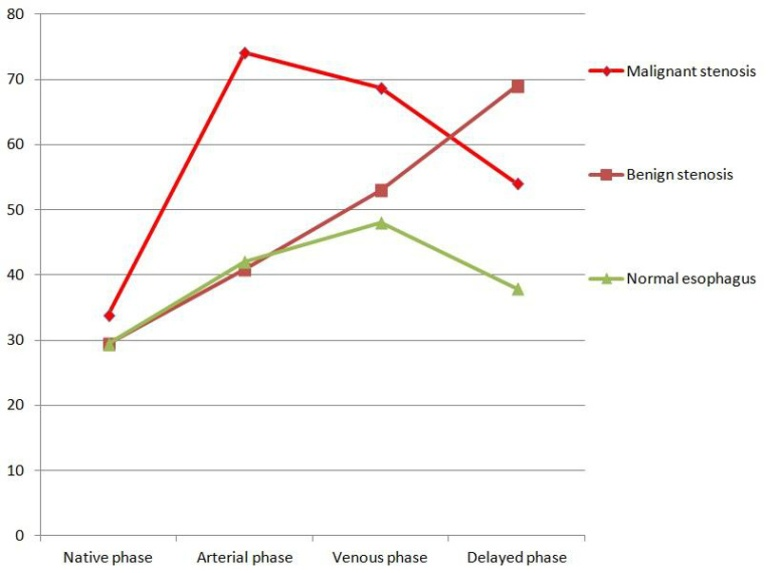 80
70
60
50
40
30
20
10
0
Native phase
Arterial phase
Venous phase
Delayed phase
Malignant stenosis
Benign stenosis
Normal esophagus